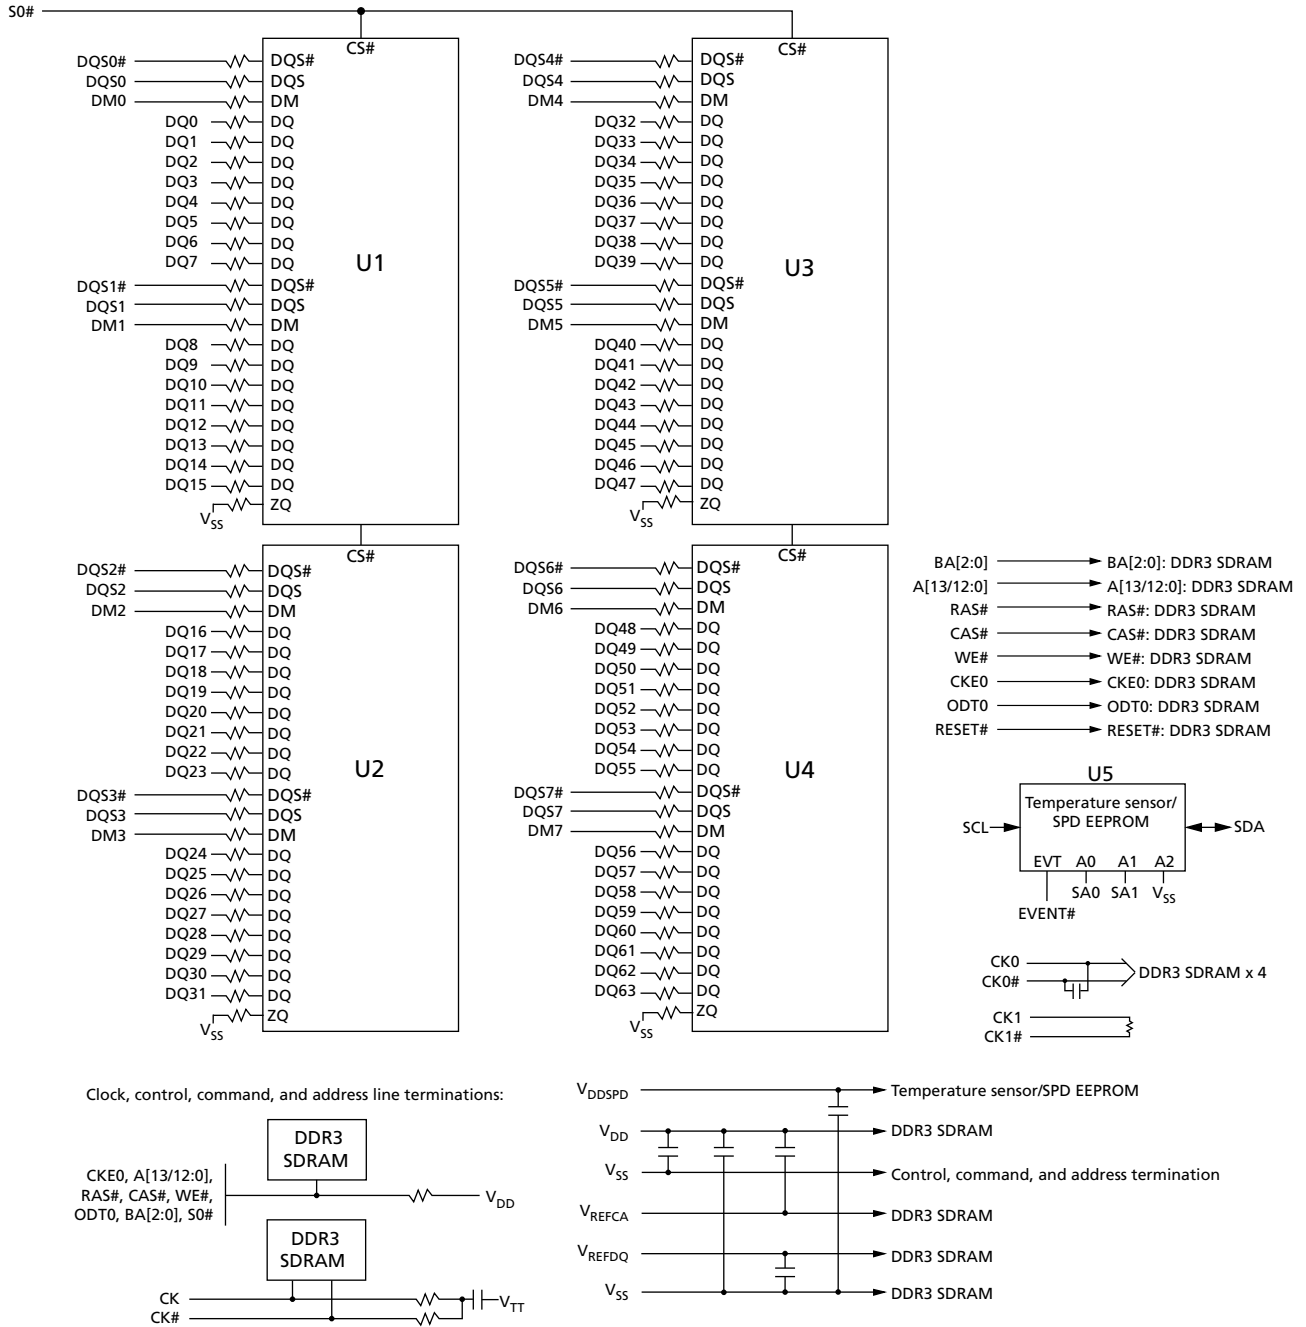 S0#
CS#
DQS0# DQS#
DQS0 DQS
DM0 DM
DQ0 DQ
DQ1 DQ
DQ2 DQ
DQ3 DQ
DQ4 DQ
DQ5 DQ
DQ6 DQ
DQ7 DQ
U1
DQS1# DQS#
DQS1 DQS
DM1 DM
DQ8 DQ
DQ9 DQ
DQ10 DQ
DQ11 DQ
DQ12 DQ
DQ13 DQ
DQ14 DQ
DQ15 DQ
VSS ZQ
CS#
DQS2# DQS#
DQS2 DQS
DM2 DM
DQ16 DQ
DQ17 DQ
DQ18 DQ
DQ19 DQ
DQ20 DQ
DQ21 DQ
DQ22 DQ
DQ23 DQ
U2
DQS3# DQS#
DQS3 DQS
DM3 DM
DQ24 DQ
DQ25 DQ
DQ26 DQ
DQ27 DQ
DQ28 DQ
DQ29 DQ
DQ30 DQ
DQ31 DQ
VSS ZQ
CS#
DQS4# DQS#
DQS4 DQS
DM4 DM
DQ32 DQ
DQ33 DQ
DQ34 DQ
DQ35 DQ
DQ36 DQ
DQ37 DQ
DQ38 DQ
DQ39 DQ
U3
DQS5# DQS#
DQS5 DQS
DM5 DM
DQ40 DQ
DQ41 DQ
DQ42 DQ
DQ43 DQ
DQ44 DQ
DQ45 DQ
DQ46 DQ
DQ47 DQ
VSS ZQ
CS#
DQS6# DQS#
DQS6 DQS
DM6 DM
DQ48 DQ
DQ49 DQ
DQ50 DQ
DQ51 DQ
DQ52 DQ
DQ53 DQ
DQ54 DQ
DQ55 DQ
U4
DQS7# DQS#
DQS7 DQS
DM7 DM
DQ56 DQ
DQ57 DQ
DQ58 DQ
DQ59 DQ
DQ60 DQ
DQ61 DQ
DQ62 DQ
DQ63 DQ
VSS ZQ
BA[2:0] BA[2:0]: DDR3 SDRAM
A[13/12:0] A[13/12:0]: DDR3 SDRAM
RAS# RAS#: DDR3 SDRAM
CAS# CAS#: DDR3 SDRAM
WE# WE#: DDR3 SDRAM
CKE0 CKE0: DDR3 SDRAM
ODT0 ODT0: DDR3 SDRAM
RESET# RESET#: DDR3 SDRAM
U5
Temperature sensor/
SPD EEPROM
SCL SDA
EVT A0 A1 A2
SA0 SA1 VSS
EVENT#
CK0
CK0#
DDR3 SDRAM x 4
CK1
CK1#
Clock, control, command, and address line terminations:
DDR3
SDRAM
CKE0, A[13/12:0],
RAS#, CAS#, WE#,
ODT0, BA[2:0], S0#
VDD
DDR3
SDRAM
CK
CK#
VTT
VDDSPD Temperature sensor/SPD EEPROM
VDD DDR3 SDRAM
VSS Control, command, and address termination
VREFCA DDR3 SDRAM
VREFDQ DDR3 SDRAM
VSS DDR3 SDRAM